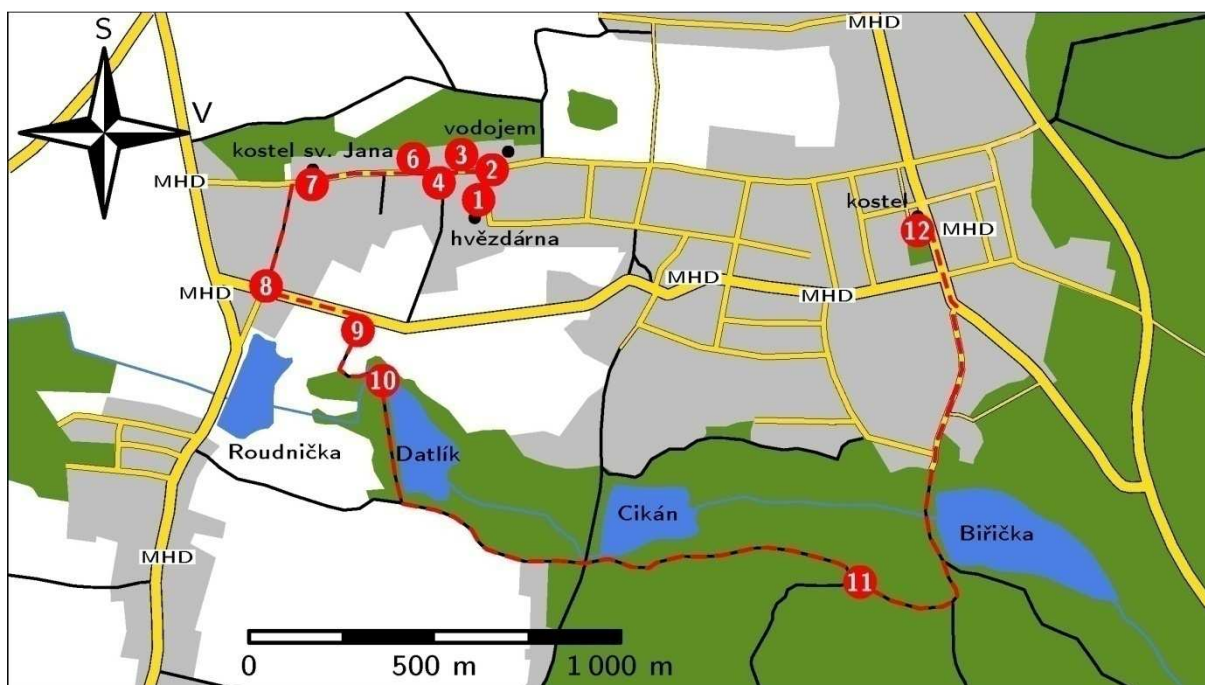 MHD
S
V
vodojem
kostel sv. Jana
6
3
2
MHD
7
4
1
kostel
hvězdárna
12
MHD
MHD
8
MHD
MHD
9
10
Roudnička
Datlík
Cikán
Biřička
MHD
11
0
500 m
1 000 m